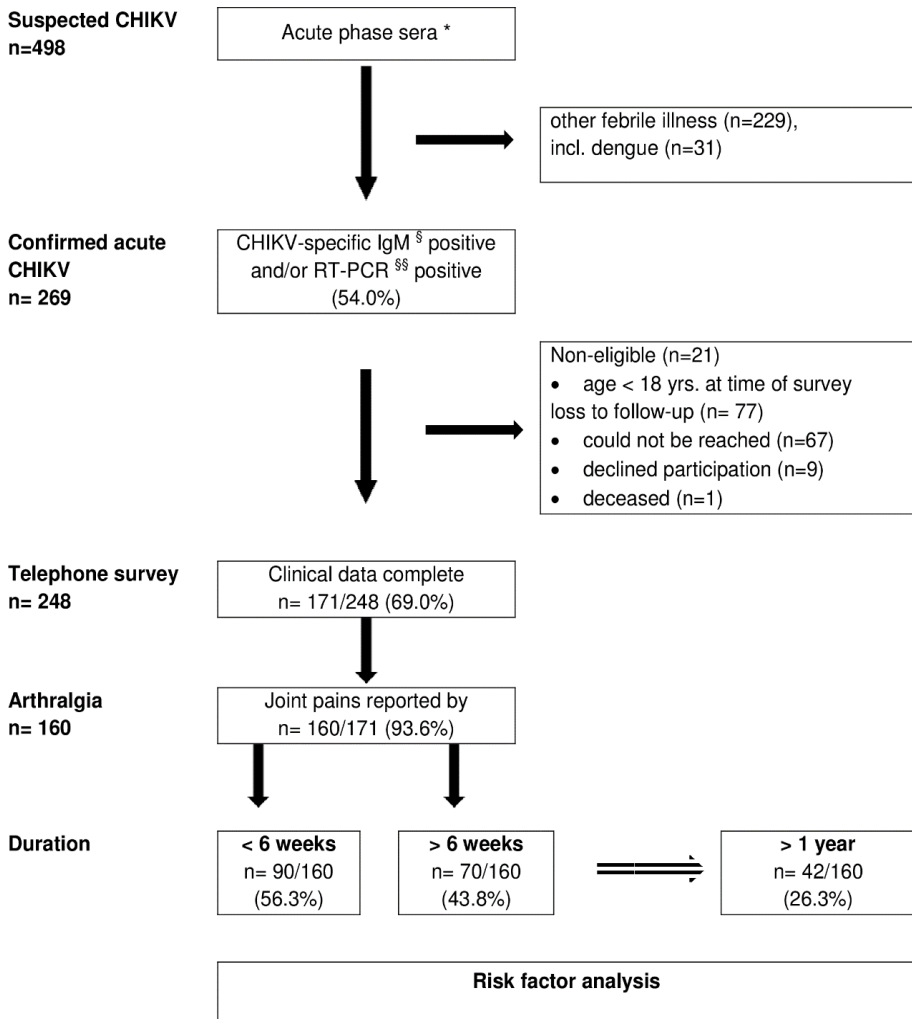 Suspected CHIKV
n=498
Acute phase sera *
other febrile illness (n=229),
incl. dengue (n=31)
Confirmed acute
CHIKV
n= 269
CHIKV-specific IgM § positive
and/or RT-PCR §§ positive
(54.0%)
Non-eligible (n=21)
• age < 18 yrs. at time of survey
loss to follow-up (n= 77)
• could not be reached (n=67)
• declined participation (n=9)
• deceased (n=1)
Telephone survey
n= 248
Clinical data complete
n= 171/248 (69.0%)
Arthralgia
n= 160
Joint pains reported by
n= 160/171 (93.6%)
Duration
< 6 weeks
n= 90/160
(56.3%)
> 6 weeks
n= 70/160
(43.8%)
> 1 year
n= 42/160
(26.3%)
Risk factor analysis